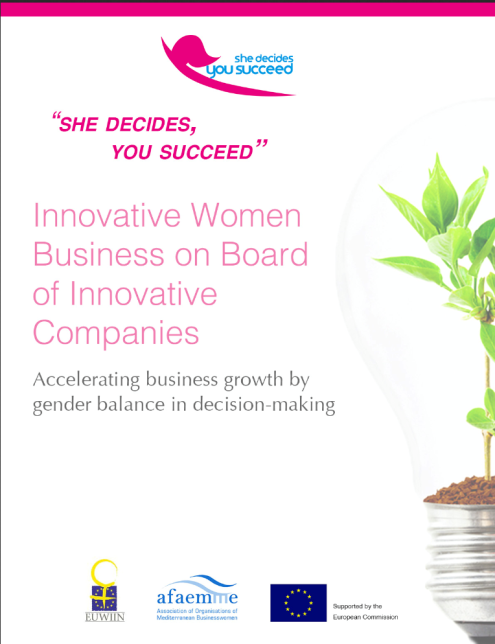 she decides
you succeed
“SHE DECIDES,
YOU SUCCEED”
Innovative Women
Business on Board
of Innovative
Companies
Accelerating business growth by
gender balance in decision-making
EUWIIN
afaemme
Association of Organisations of
Mediterranean Businesswomen
Supported by the
European Commission